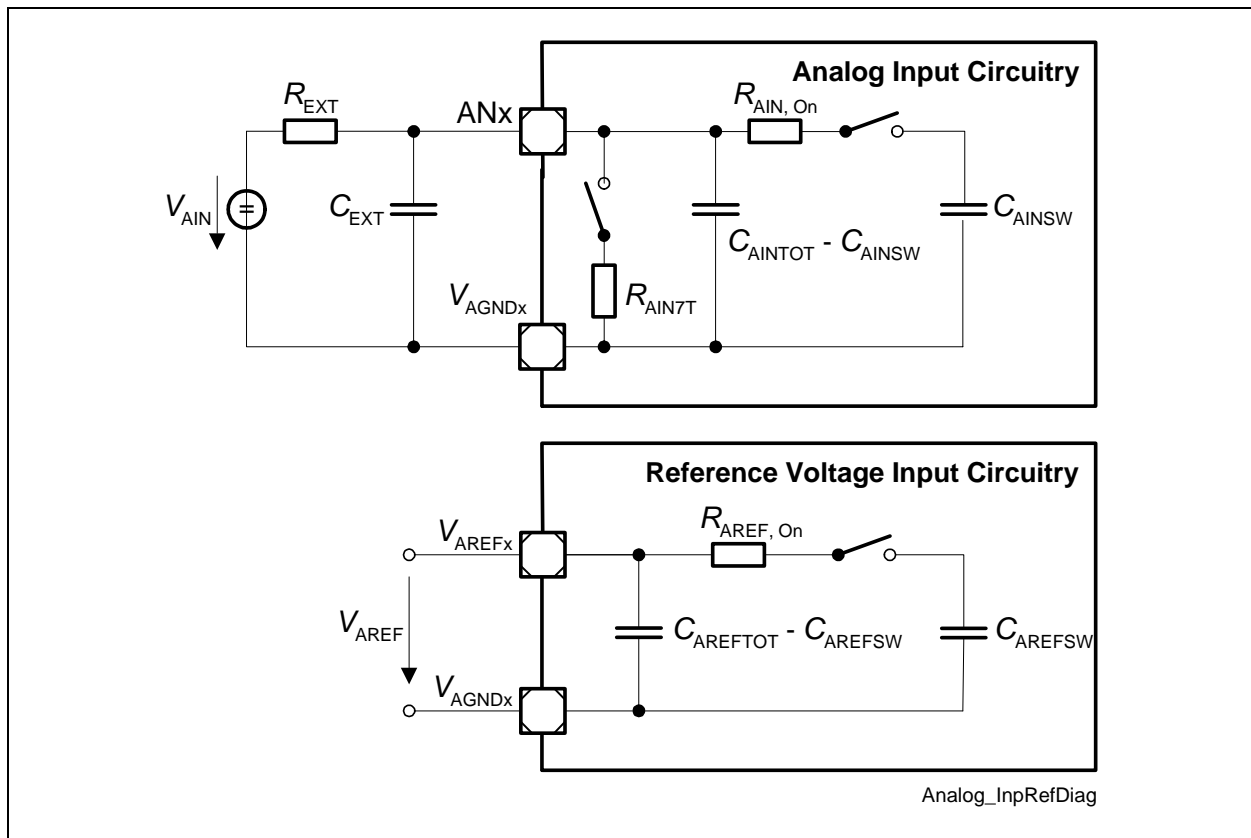 Analog Input Circuitry
R_EXT
ANx
R_AIN, On
V_AIN
=
C_EXT
C_AINTOT - C_AINSW
C_AINSW
R_AIN7T
V_AGNDx
Reference Voltage Input Circuitry
V_AREFx
R_AREF, On
V_AREF
C_AREFTOT - C_AREFSW
C_AREFSW
V_AGNDx
Analog_InpRefDiag